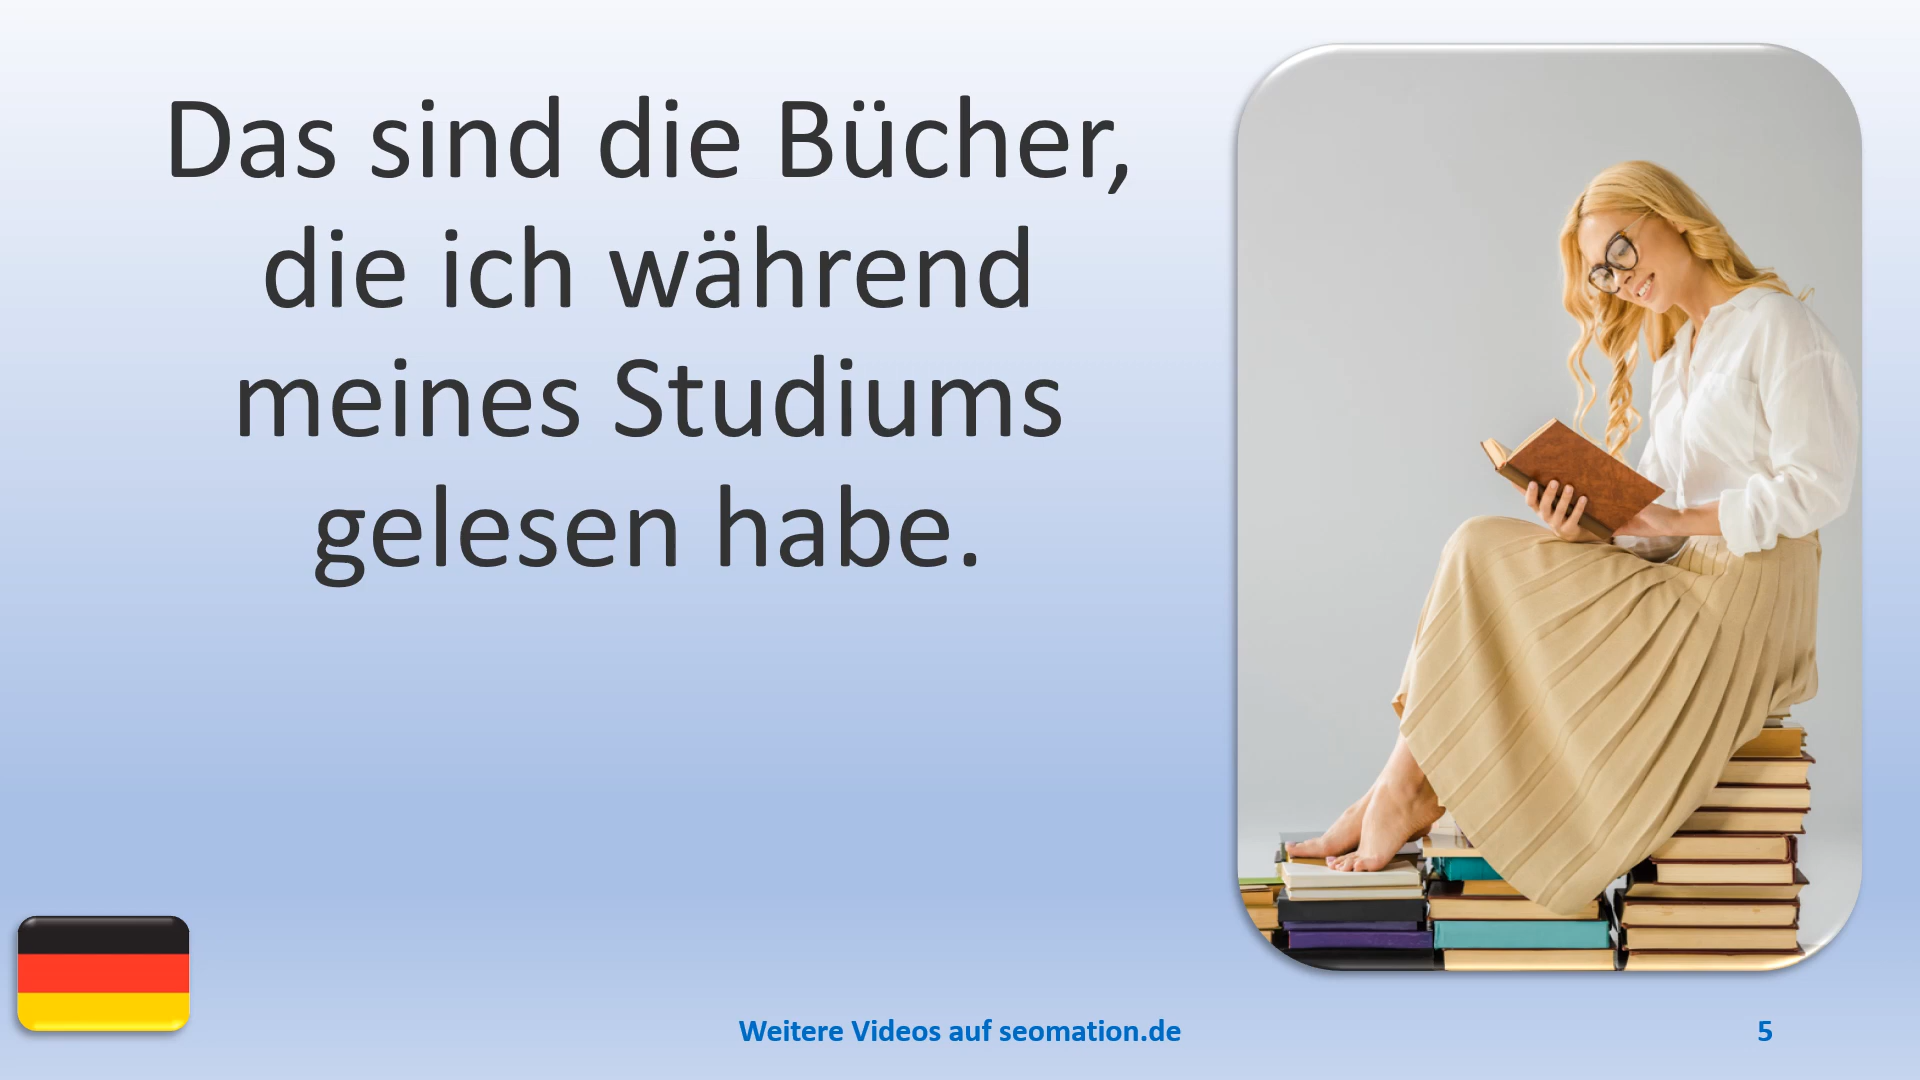 Das sind die Bücher,
die ich während
meines Studiums
gelesen habe.
Weitere Videos auf seomation.de
5